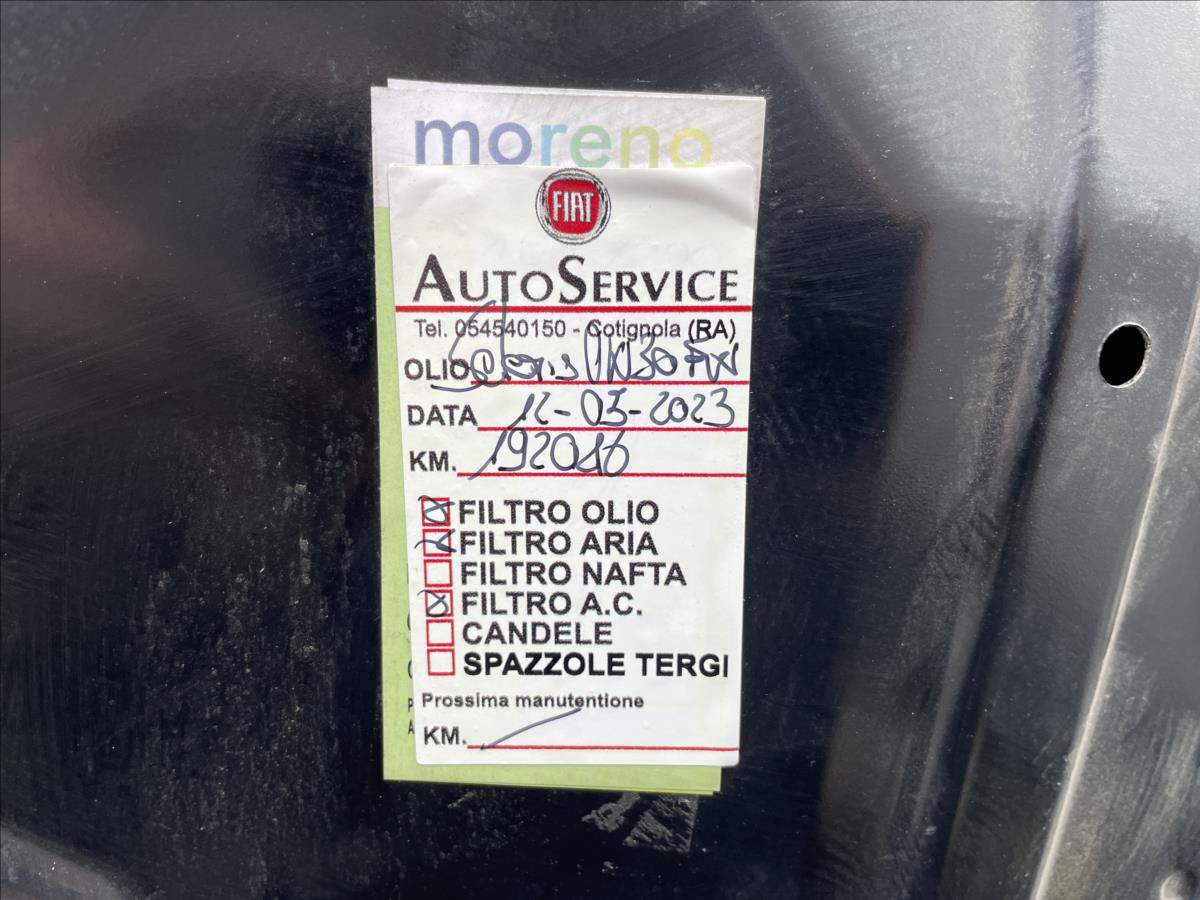 moreno
FIAT
AUTOSERVICE
Tel. 054540150 - Cotignola (RA)
OLIO
DATA 12-03-2023
KM. 192016
FILTRO OLIO
FILTRO ARIA
FILTRO NAFTA
FILTRO A.C.
CANDELE
SPAZZOLE TERGI
Prossima manutentione
KM.